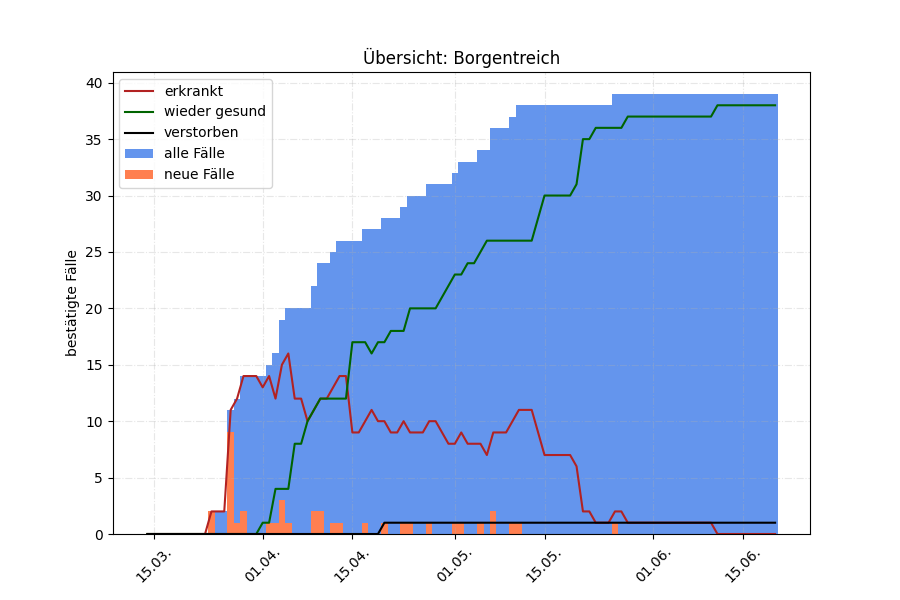 Übersicht: Borgentreich
erkrankt
wieder gesund
verstorben
alle Fälle
neue Fälle
bestätigte Fälle
40
35
30
25
20
15
10
5
0
15.03.
01.04.
15.04.
01.05.
15.05.
01.06.
15.06.